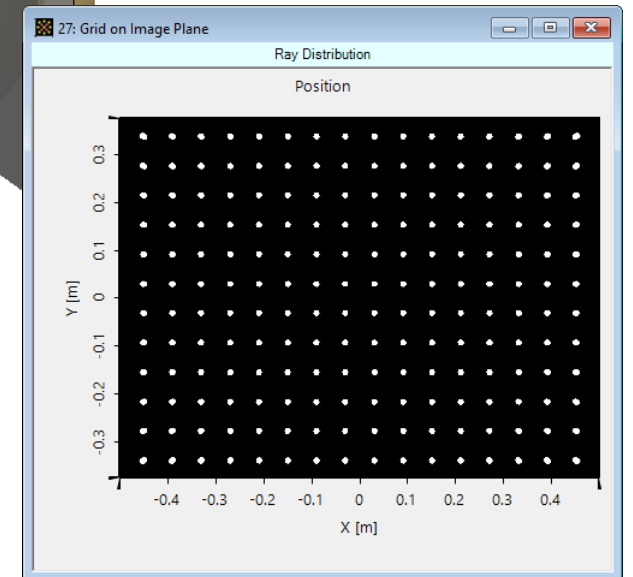 27: Grid on Image Plane
Ray Distribution
Position
0.3
0.2
0.1
0
-0.1
-0.2
-0.3
Y [m]
-0.4 -0.3 -0.2 -0.1 0 0.1 0.2 0.3 0.4
X [m]